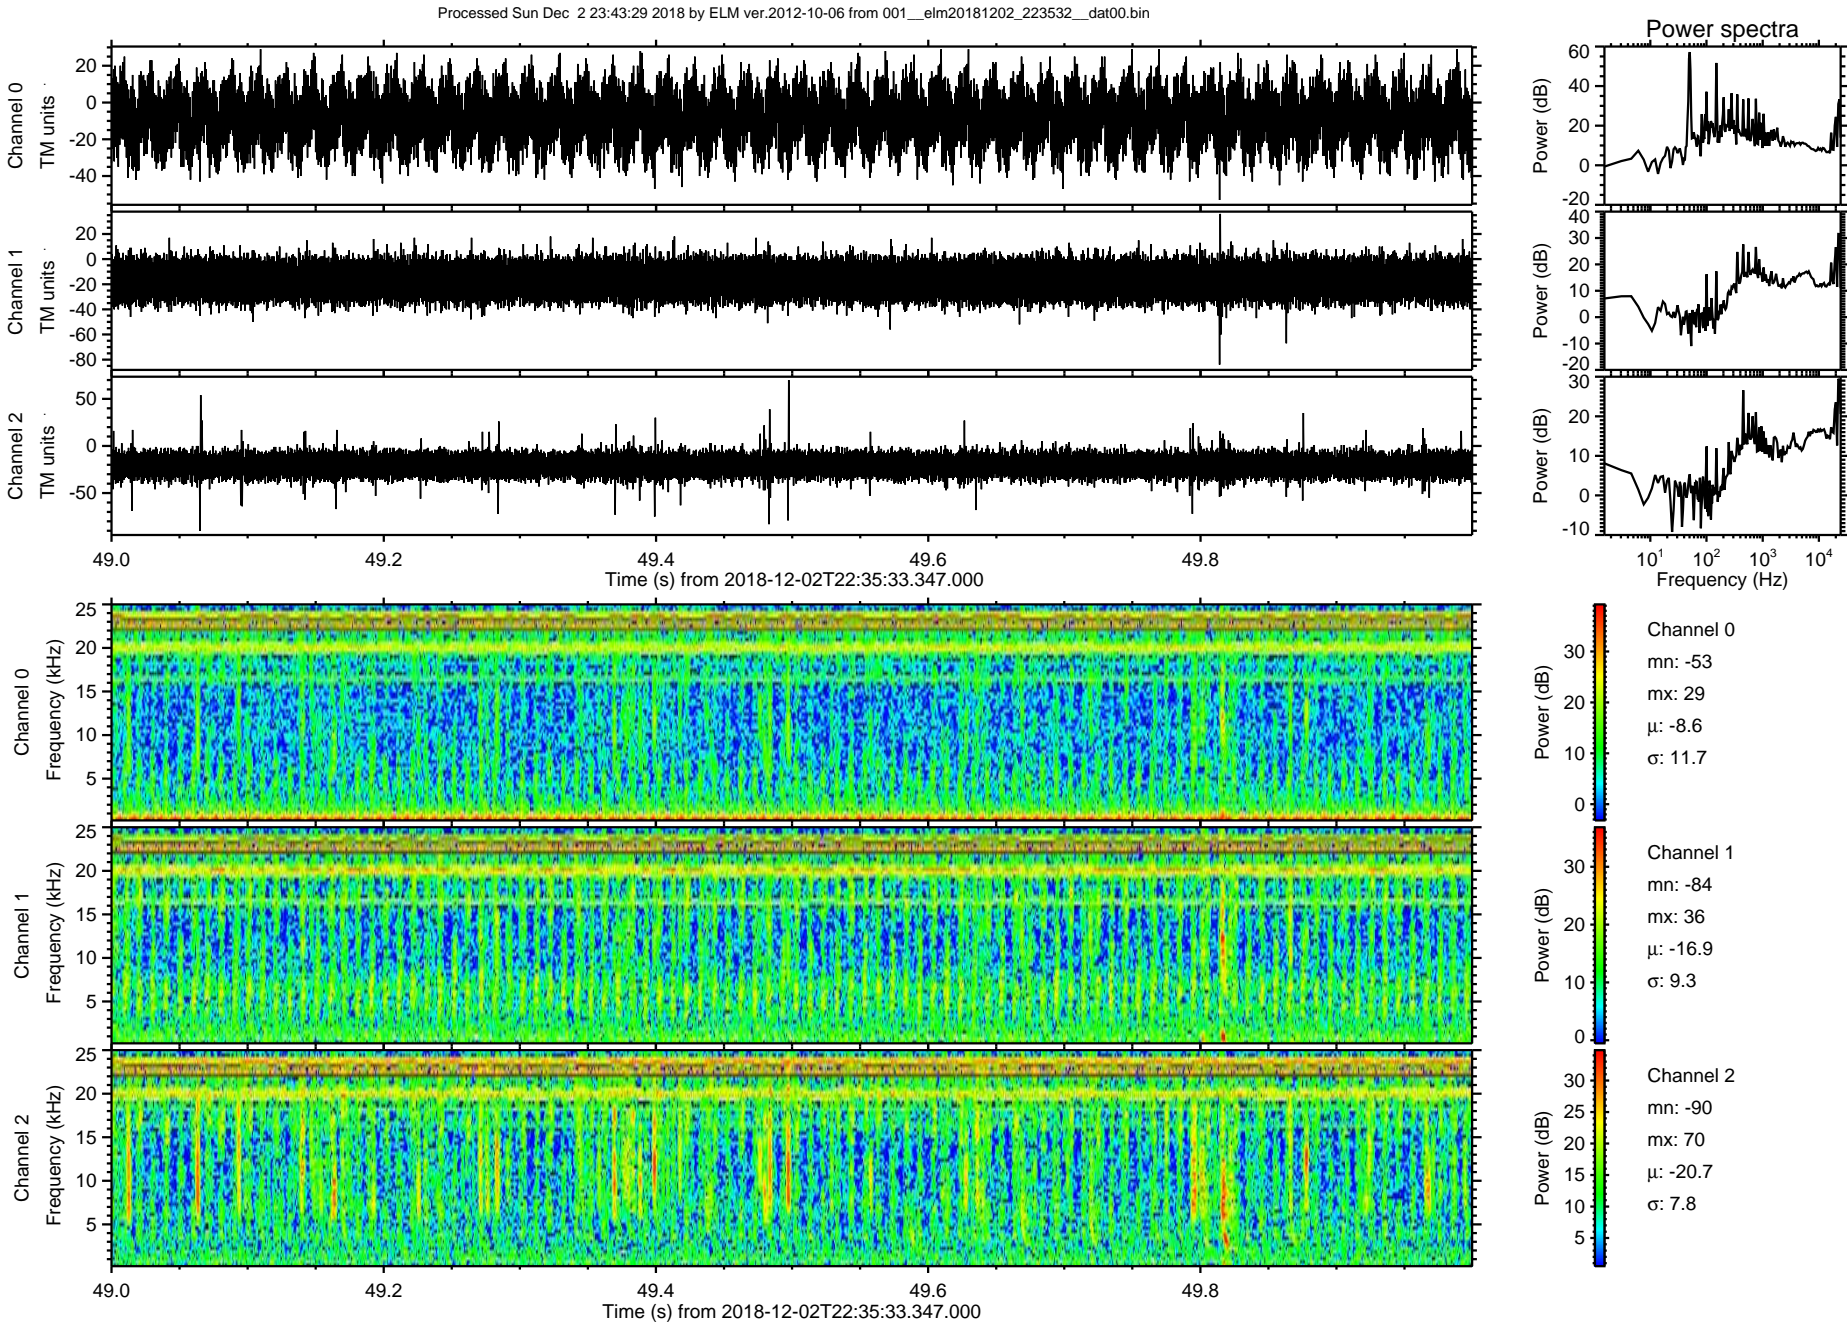 Processed Sun Dec  2 23:43:29 2018 by ELM ver.2012-10-06 from 001__elm20181202_223532__dat00.bin
Power spectra
Channel 0
TM units
20
0
-20
-40
Power (dB)
60
40
20
0
-20
Channel 1
TM units
20
0
-20
-40
-60
-80
Power (dB)
40
30
20
10
0
-10
-20
Channel 2
TM units
50
0
-50
Power (dB)
30
20
10
0
-10
49.0 49.2 49.4 49.6 49.8
Time (s) from 2018-12-02T22:35:33.347.000
10^1 10^2 10^3 10^4
Frequency (Hz)
Channel 0
Frequency (kHz)
25
20
15
10
5
Power (dB)
30
20
10
0
Channel 0
mn: -53
mx: 29
μ: -8.6
σ: 11.7
Channel 1
Frequency (kHz)
25
20
15
10
5
Power (dB)
30
20
10
0
Channel 1
mn: -84
mx: 36
μ: -16.9
σ: 9.3
Channel 2
Frequency (kHz)
25
20
15
10
5
Power (dB)
30
25
20
15
10
5
Channel 2
mn: -90
mx: 70
μ: -20.7
σ: 7.8
49.0 49.2 49.4 49.6 49.8
Time (s) from 2018-12-02T22:35:33.347.000